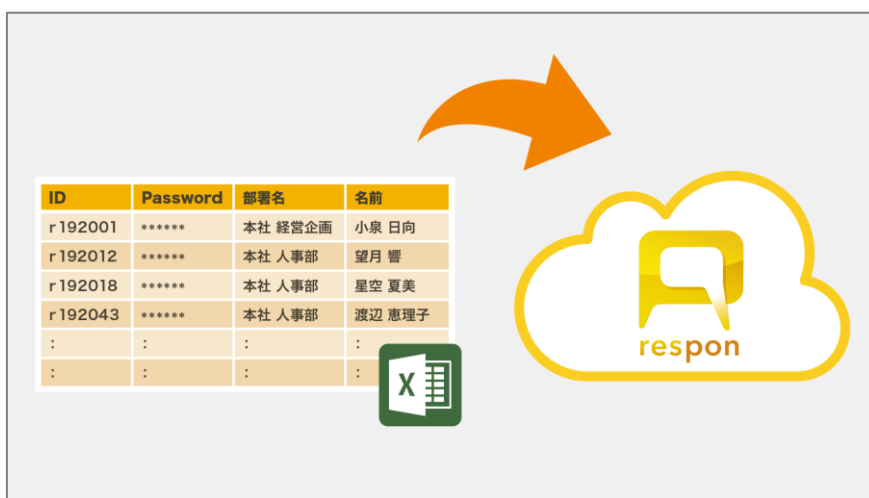 ID Password 部署名 名前
r192001 ****** 本社 経営企画 小泉 日向
r192012 ****** 本社 人事部 望月 響
r192018 ****** 本社 人事部 星空 夏美
r192043 ****** 本社 人事部 渡辺 恵理子
: : : :
: : : :
X
respon